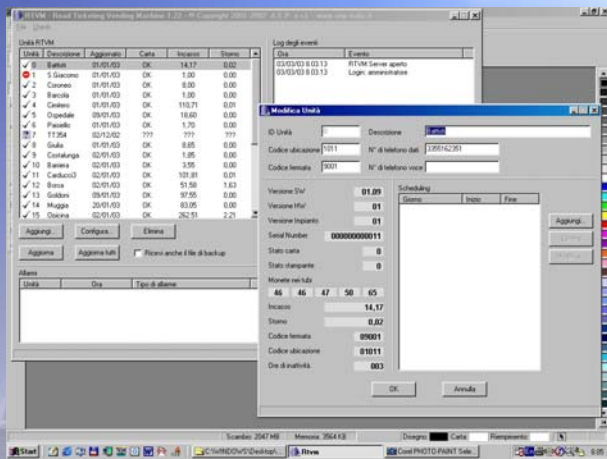 RTVM - Road Ticketing Vending Machine 1.22 - © Copyright 2001-2002
File Utenti
Unità RTVM
Unità Descrizione Aggiornato Carta Incasso Storno
0 Battisti 01/01/03 OK 14,17 0,02
1 S.Giacomo 01/01/03 OK 1,00 0,00
2 Coroneo 01/01/03 OK 8,00 0,00
3 Barcola 01/01/03 OK 1,00 0,00
4 Cimitero 02/01/03 OK 110,71 0,01
5 Ospedale 09/01/03 OK 18,60 0,00
6 01/01/03 OK 1,70 0,00
7 TT354 02/12/02 ??? ??? ???
8 Giulia 01/01/03 OK 8,65 0,00
9 Costalunga 02/01/03 OK 1,85 0,00
10 Barriera 02/01/03 OK 3,55 0,00
11 Carducci3 02/01/03 OK 101,81 0,01
12 Borsa 01/01/03 OK 51,58 1,63
13 Goldoni 09/01/03 OK 97,55 0,00
14 Muggia 20/01/03 OK 83,05 0,00
15 Opicina 02/01/03 OK 262,51 2,21
Aggiungi... Configura... Elimina
Aggiorna Aggiorna tutti Ricevi anche il file di backup
Allarmi
Unità Ora Tipo di allarme
Log degli eventi
Ora Evento
03/03/03 8.03.13 RTVM Server aperto
03/03/03 8.03.13 Login: amministratore
Modifica Unità
ID Unità 0 Descrizione Battisti
Codice ubicazione 1011 N° di telefono dati 3355162351
Codice fermata 9001 N° di telefono voce
Versione SW 01.09
Versione HW 01
Versione Impianto 01
Serial Number 000000000011
Stato carta 0
Stato stampante 0
Monete nei tubi
46 46 47 50 65
Incasso 14,17
Storno 0,02
Codice fermata 09001
Codice ubicazione 01011
Ore di inattività 003
Scheduling
Giorno Inizio Fine
Aggiungi...
Elimina
Modifica...
OK Annulla
Scambio: 2047 MB Memoria: 3564 KB Disegno: Carta: Riempimento:
Start C:\WINDOWS\Desktop\... Rtvm Corel PHOTO-PAINT Sele... 8.05